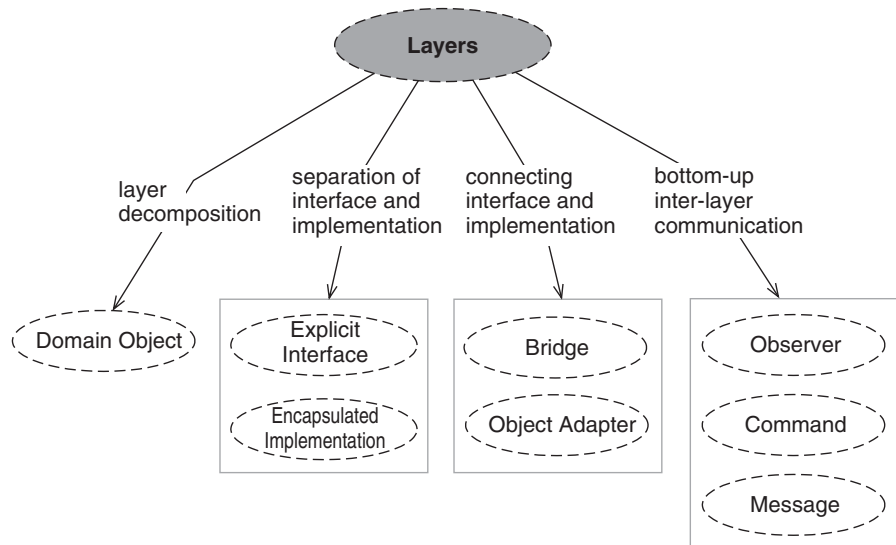 Layers
layer
decomposition
separation of
interface and
implementation
connecting
interface and
implementation
bottom-up
inter-layer
communication
Domain Object
Explicit
Interface
Encapsulated
Implementation
Bridge
Object Adapter
Observer
Command
Message